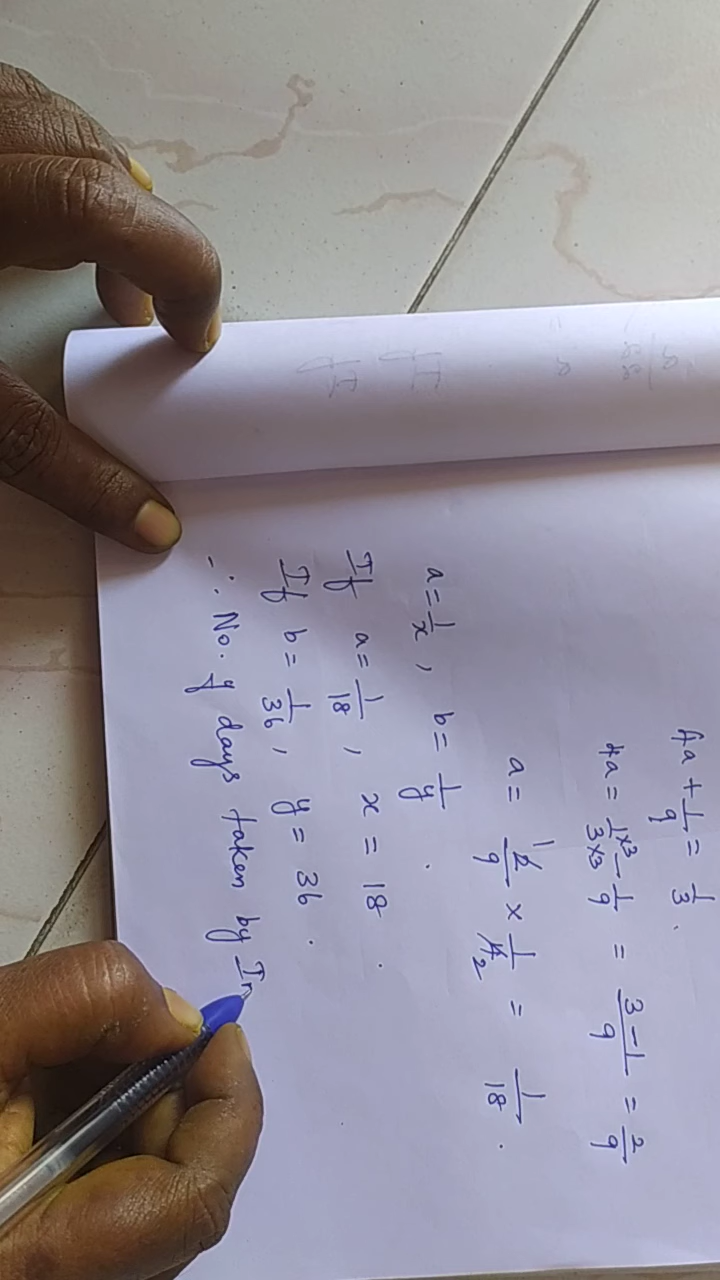 4a + 1/9 = 1/3 .
4a = 1×3/3×3 − 1/9 = 3−1/9 = 2/9
a = 2/9 × 1/4 = 1/18 .
a = 1/x , b = 1/y .
If a = 1/18 , x = 18 .
If b = 1/36 , y = 36 .
∴ No. of days taken by